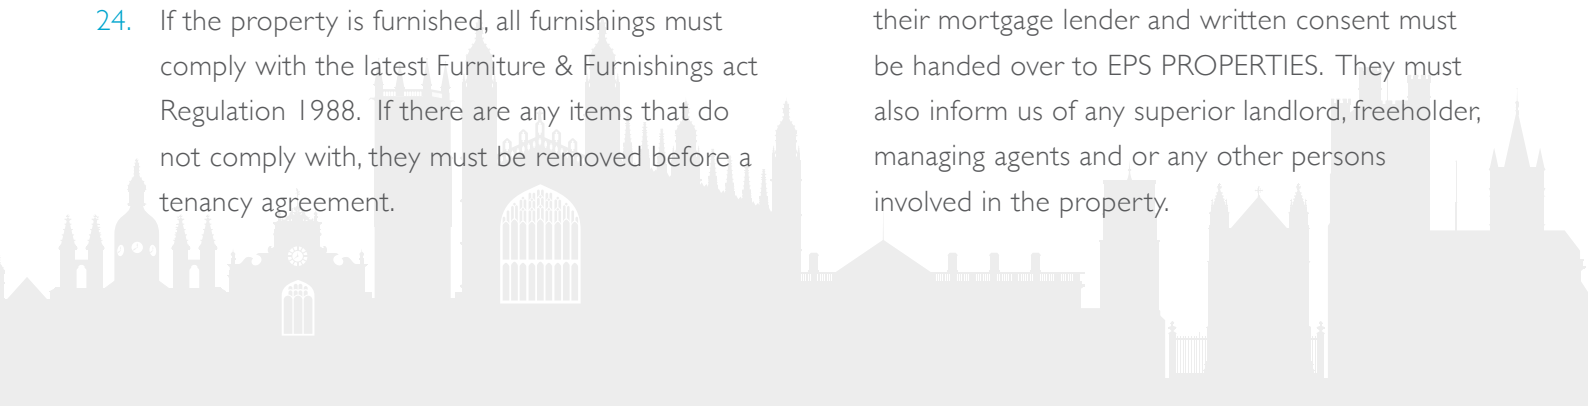 24. If the property is furnished, all furnishings must
comply with the latest Furniture & Furnishings act
Regulation 1988. If there are any items that do
not comply with, they must be removed before a
tenancy agreement.
their mortgage lender and written consent must
be handed over to EPS PROPERTIES. They must
also inform us of any superior landlord, freeholder,
managing agents and or any other persons
involved in the property.